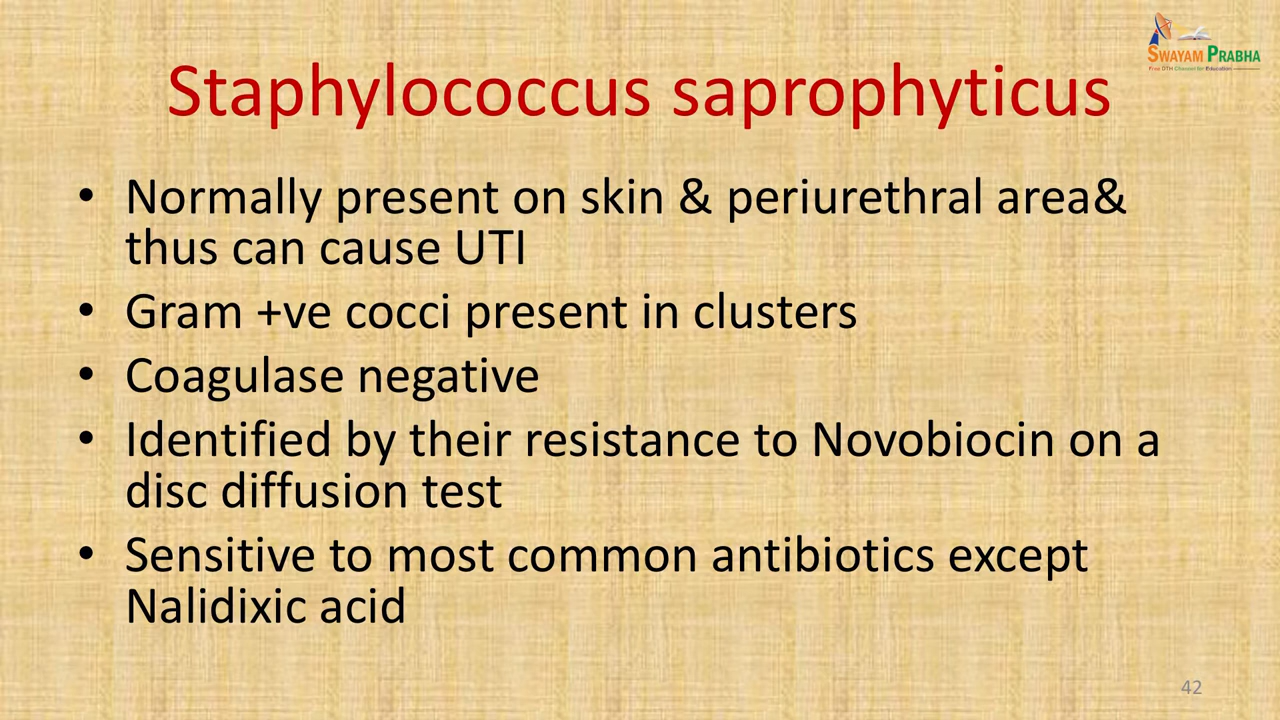 SWAYAM PRABHA
Free DTH Channel for Education
Staphylococcus saprophyticus
• Normally present on skin & periurethral area&
thus can cause UTI
• Gram +ve cocci present in clusters
• Coagulase negative
• Identified by their resistance to Novobiocin on a
disc diffusion test
• Sensitive to most common antibiotics except
Nalidixic acid
42